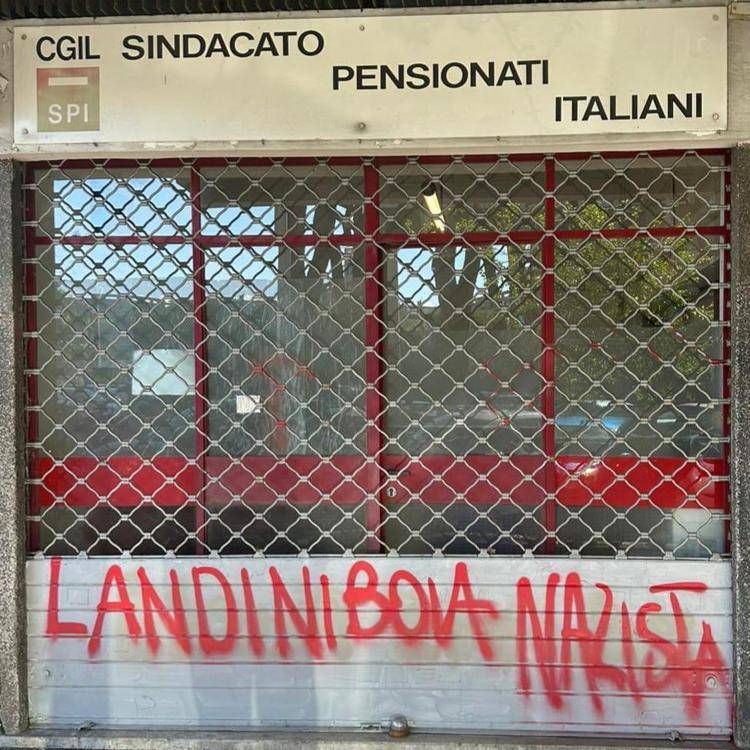 CGIL SINDACATO
PENSIONATI
ITALIANI
SPI
LANDINI BOIA NAZISTA